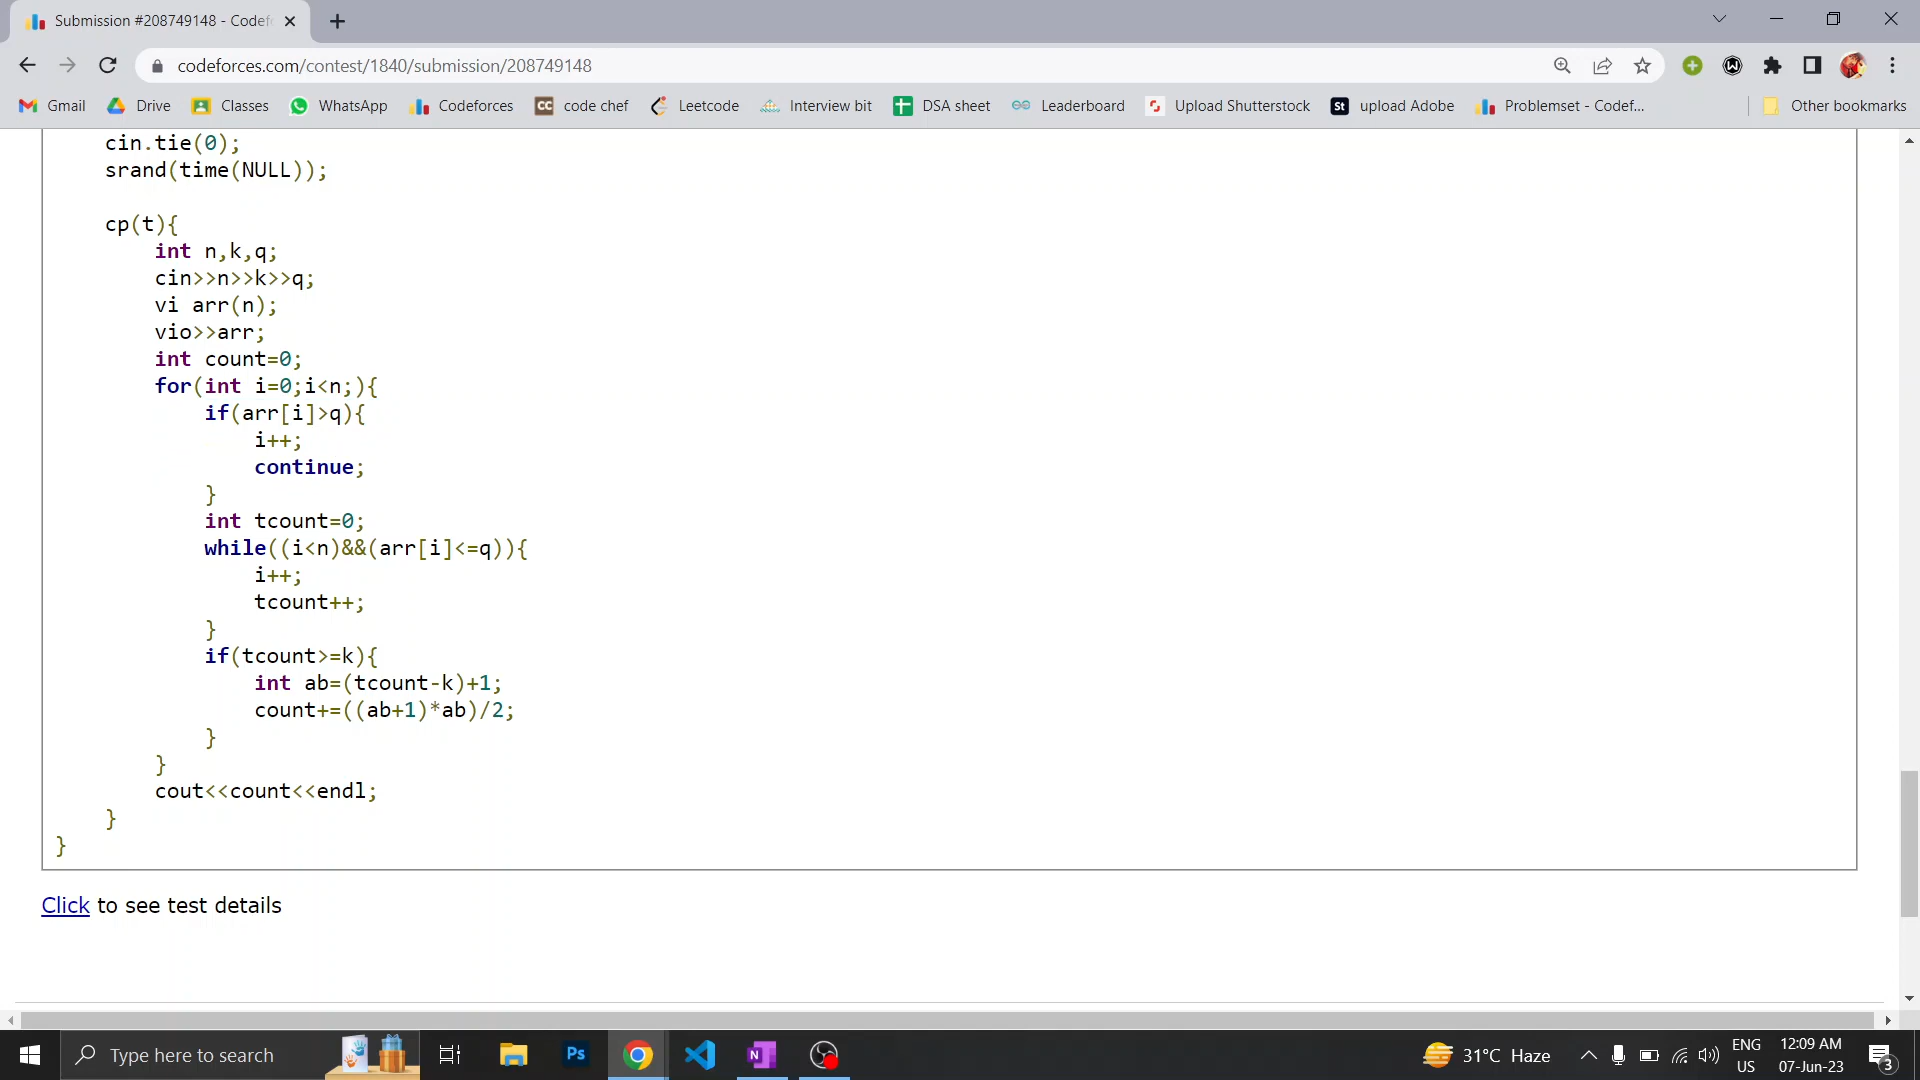 Submission #208749148 - Codef
codeforces.com/contest/1840/submission/208749148
Gmail Drive Classes WhatsApp Codeforces code chef Leetcode Interview bit DSA sheet Leaderboard Upload Shutterstock upload Adobe Problemset - Codef... Other bookmarks
cin.tie(0);
srand(time(NULL));
cp(t){
int n,k,q;
cin>>n>>k>>q;
vi arr(n);
vio>>arr;
int count=0;
for(int i=0;i<n;){
if(arr[i]>q){
i++;
continue;
}
int tcount=0;
while((i<n)&&(arr[i]<=q)){
i++;
tcount++;
}
if(tcount>=k){
int ab=(tcount-k)+1;
count+=((ab+1)*ab)/2;
}
}
cout<<count<<endl;
}
}
Click to see test details
Type here to search
Ps
N
31°C Haze
ENG
US
12:09 AM
07-Jun-23
3